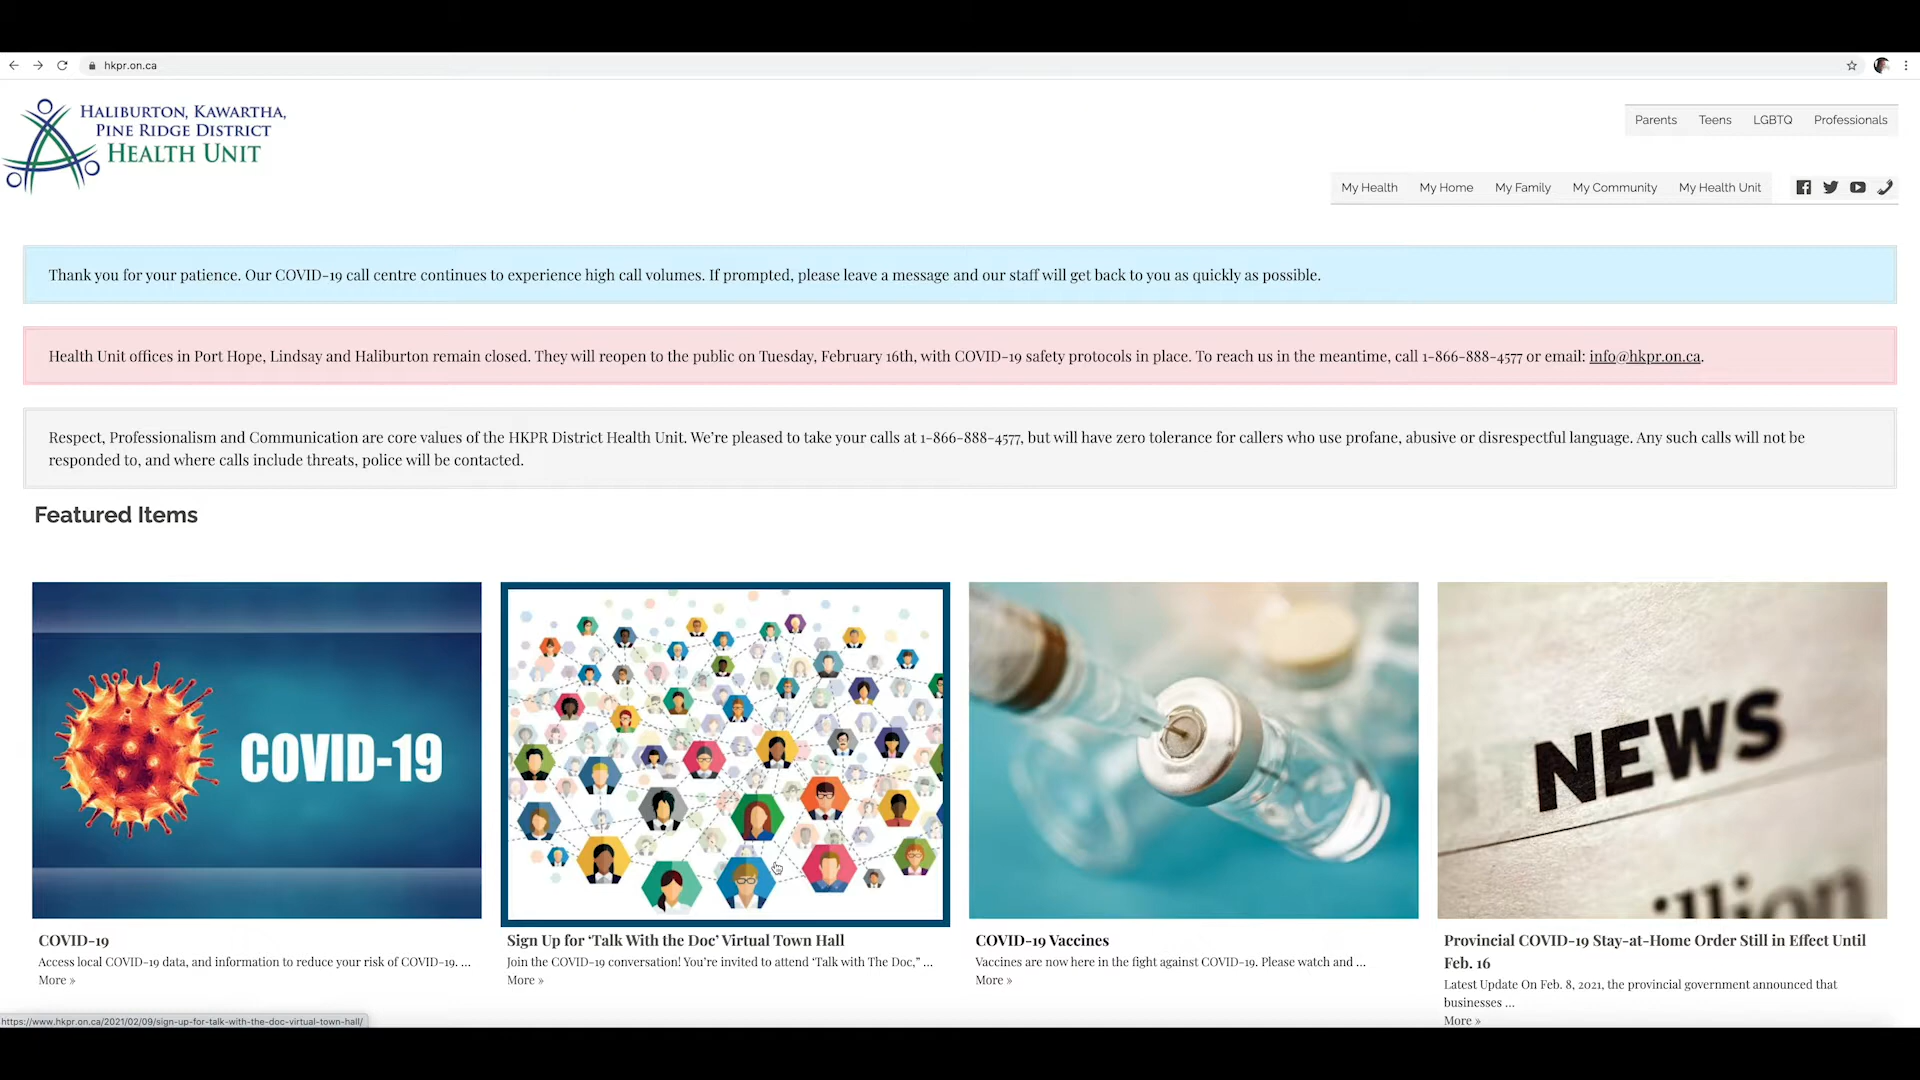 hkpr.on.ca
HALIBURTON, KAWARTHA,
PINE RIDGE DISTRICT
HEALTH UNIT
Parents Teens LGBTQ Professionals
My Health My Home My Family My Community My Health Unit
Thank you for your patience. Our COVID-19 call centre continues to experience high call volumes. If prompted, please leave a message and our staff will get back to you as quickly as possible.
Health Unit offices in Port Hope, Lindsay and Haliburton remain closed. They will reopen to the public on Tuesday, February 16th, with COVID-19 safety protocols in place. To reach us in the meantime, call 1-866-888-4577 or email: info@hkpr.on.ca.
Respect, Professionalism and Communication are core values of the HKPR District Health Unit. We're pleased to take your calls at 1-866-888-4577, but will have zero tolerance for callers who use profane, abusive or disrespectful language. Any such calls will not be
responded to, and where calls include threats, police will be contacted.
Featured Items
COVID-19
NEWS
illion
COVID-19
Access local COVID-19 data, and information to reduce your risk of COVID-19. ...
More »
Sign Up for ‘Talk With the Doc’ Virtual Town Hall
Join the COVID-19 conversation! You're invited to attend ‘Talk with The Doc,” ...
More »
COVID-19 Vaccines
Vaccines are now here in the fight against COVID-19. Please watch and ...
More »
Provincial COVID-19 Stay-at-Home Order Still in Effect Until
Feb. 16
Latest Update On Feb. 8, 2021, the provincial government announced that
businesses ...
More »
https://www.hkpr.on.ca/2021/02/09/sign-up-for-talk-with-the-doc-virtual-town-hall/